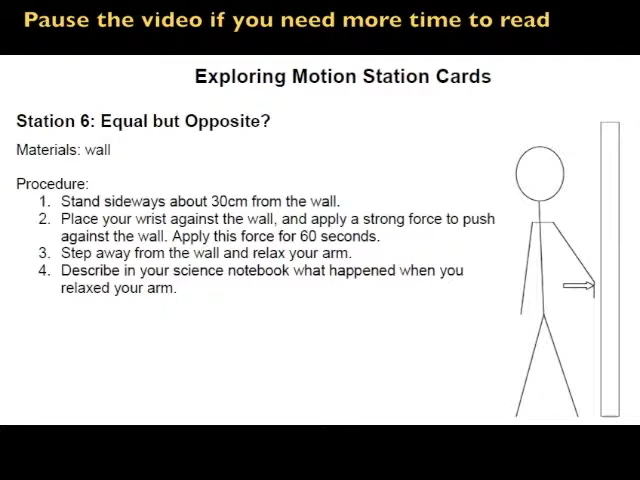 Pause the video if you need more time to read
Exploring Motion Station Cards
Station 6: Equal but Opposite?
Materials: wall
Procedure:
1. Stand sideways about 30cm from the wall.
2. Place your wrist against the wall, and apply a strong force to push
against the wall. Apply this force for 60 seconds.
3. Step away from the wall and relax your arm.
4. Describe in your science notebook what happened when you
relaxed your arm.